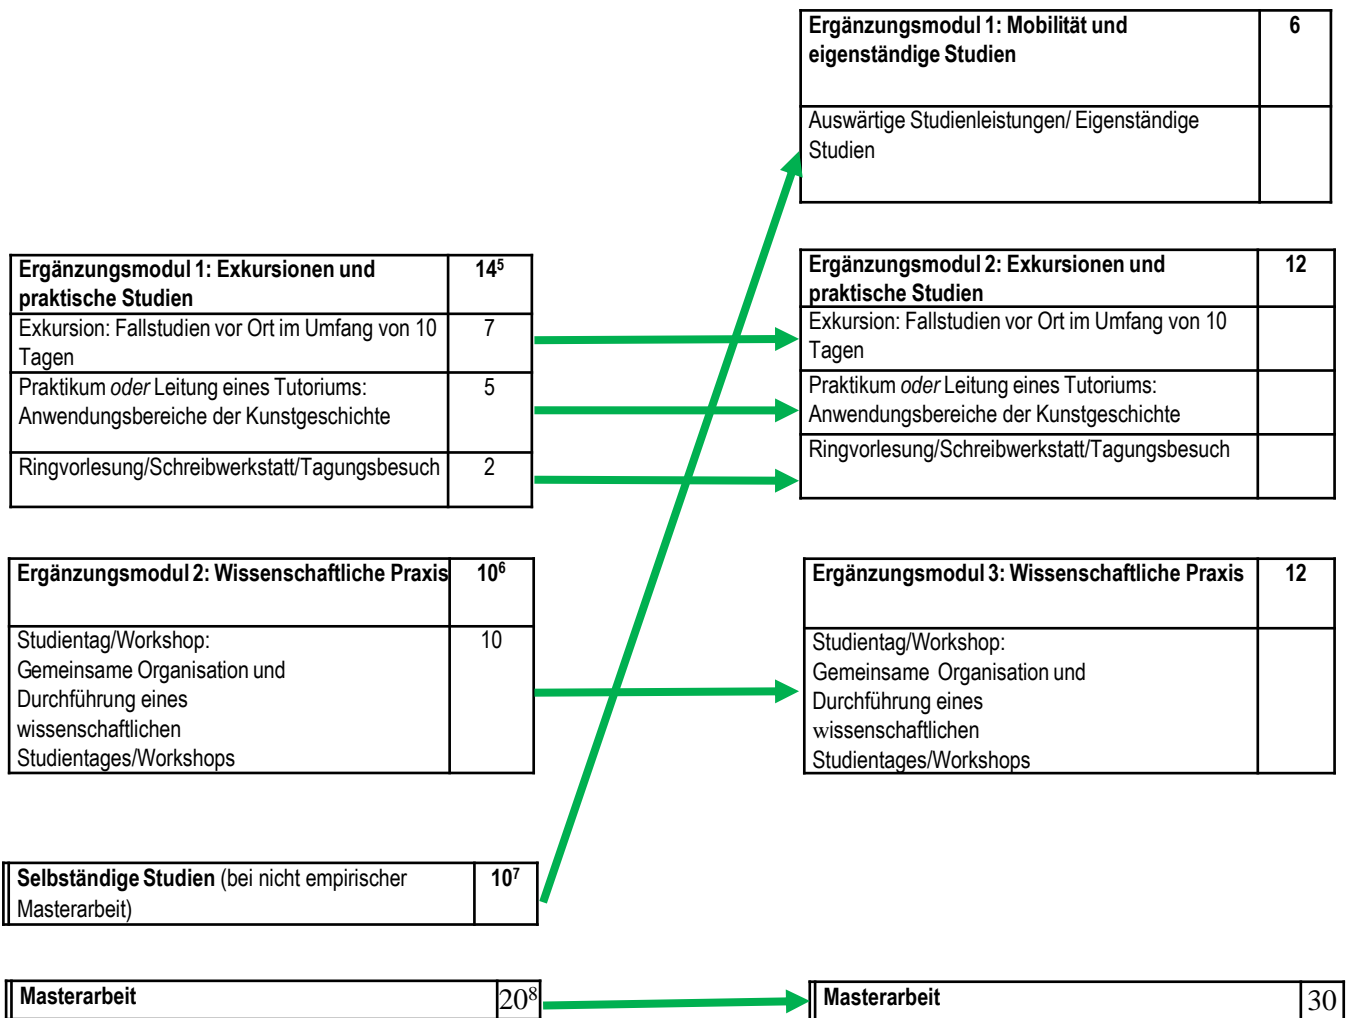 Ergänzungsmodul 1: Mobilität und 6
eigenständige Studien
Auswärtige Studienleistungen/ Eigenständige
Studien
Ergänzungsmodul 1: Exkursionen und 14⁵
praktische Studien
Exkursion: Fallstudien vor Ort im Umfang von 10 7
Tagen
Praktikum oder Leitung eines Tutoriums: 5
Anwendungsbereiche der Kunstgeschichte
Ringvorlesung/Schreibwerkstatt/Tagungsbesuch 2
Ergänzungsmodul 2: Exkursionen und 12
praktische Studien
Exkursion: Fallstudien vor Ort im Umfang von 10
Tagen
Praktikum oder Leitung eines Tutoriums:
Anwendungsbereiche der Kunstgeschichte
Ringvorlesung/Schreibwerkstatt/Tagungsbesuch
Ergänzungsmodul 2: Wissenschaftliche Praxis 10⁶
Studientag/Workshop: 10
Gemeinsame Organisation und
Durchführung eines
wissenschaftlichen
Studientages/Workshops
Ergänzungsmodul 3: Wissenschaftliche Praxis 12
Studientag/Workshop:
Gemeinsame Organisation und
Durchführung eines
wissenschaftlichen
Studientages/Workshops
Selbständige Studien (bei nicht empirischer 10⁷
Masterarbeit)
Masterarbeit 20⁸
Masterarbeit 30